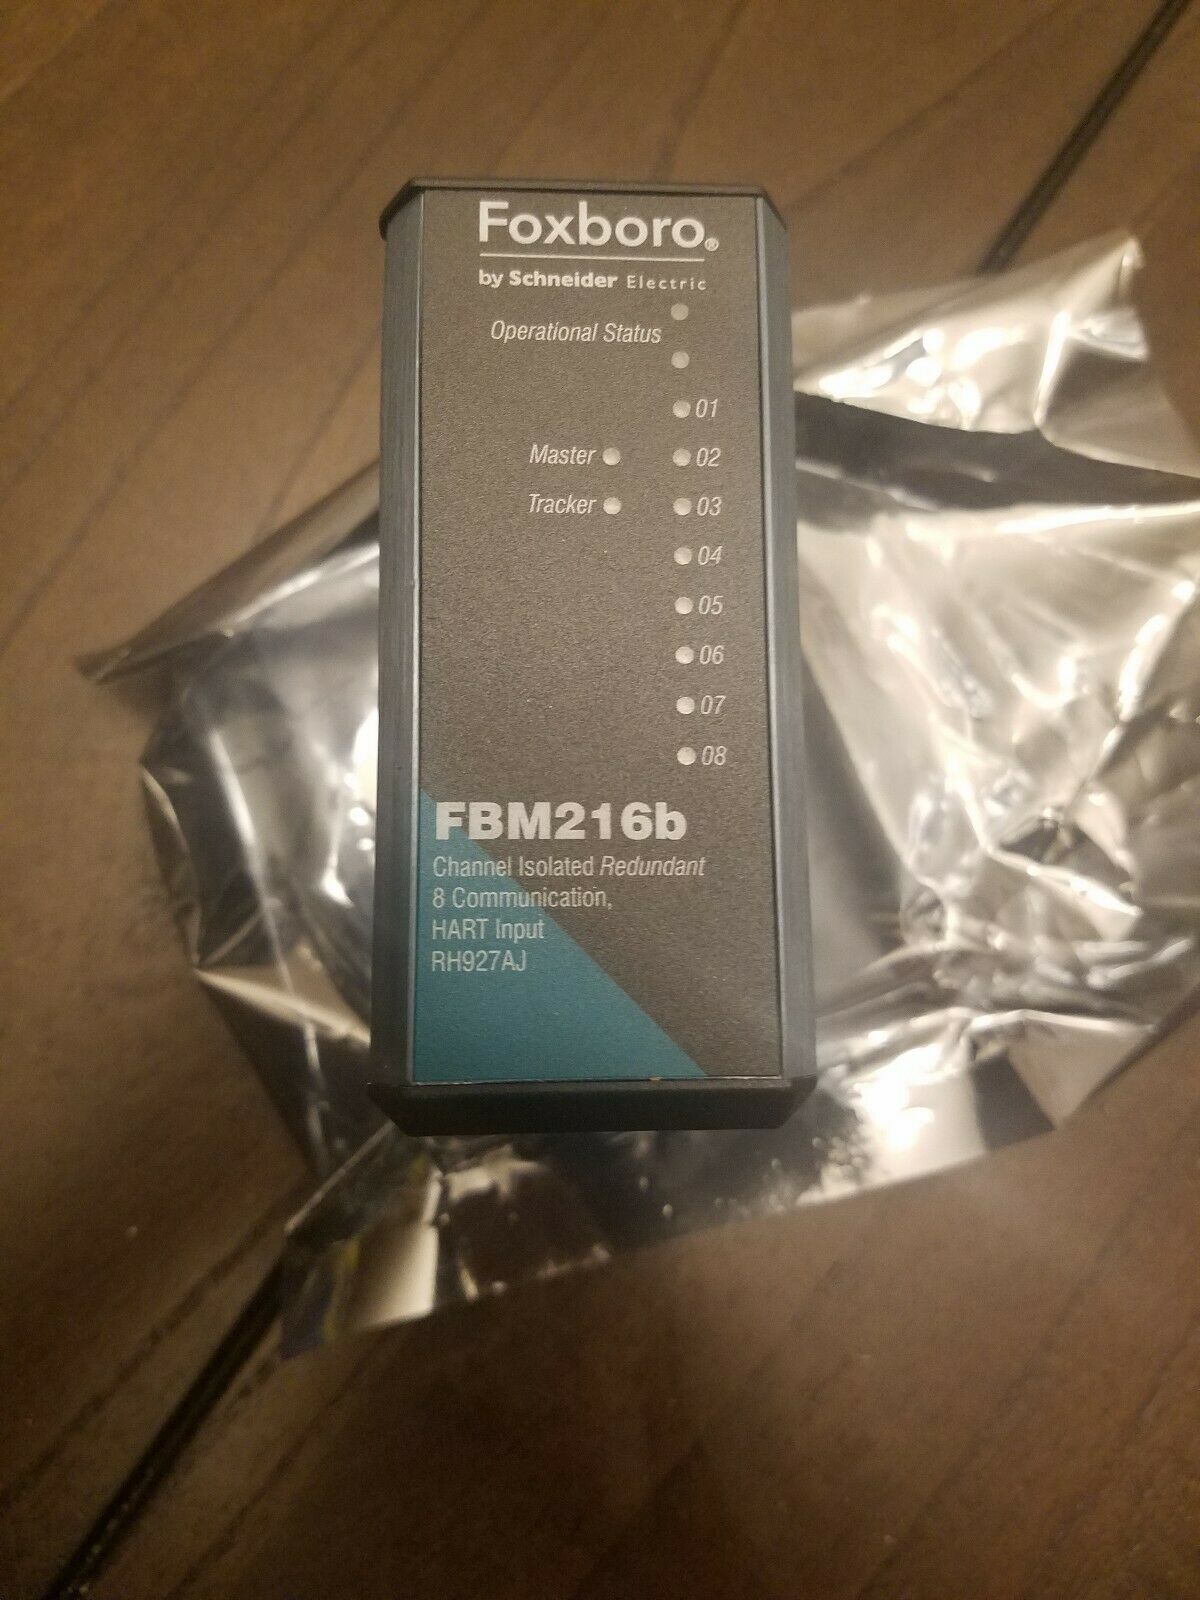 Foxboro®
by Schneider Electric
Operational Status
01
Master 02
Tracker 03
04
05
06
07
08
FBM216b
Channel Isolated Redundant
8 Communication,
HART Input
RH927AJ